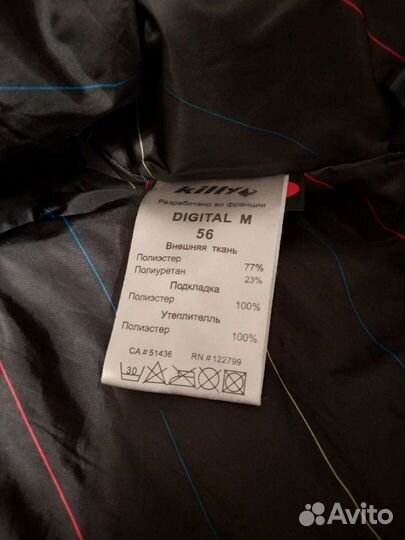 killy
Разработано во франции
DIGITAL M
56
Внешняя ткань
Полиэстер 77%
Полиуретан 23%
Подкладка
Полиэстер 100%
Утеплителль
Полиэстер 100%
CA # 51436 RN # 122799
30
Avito